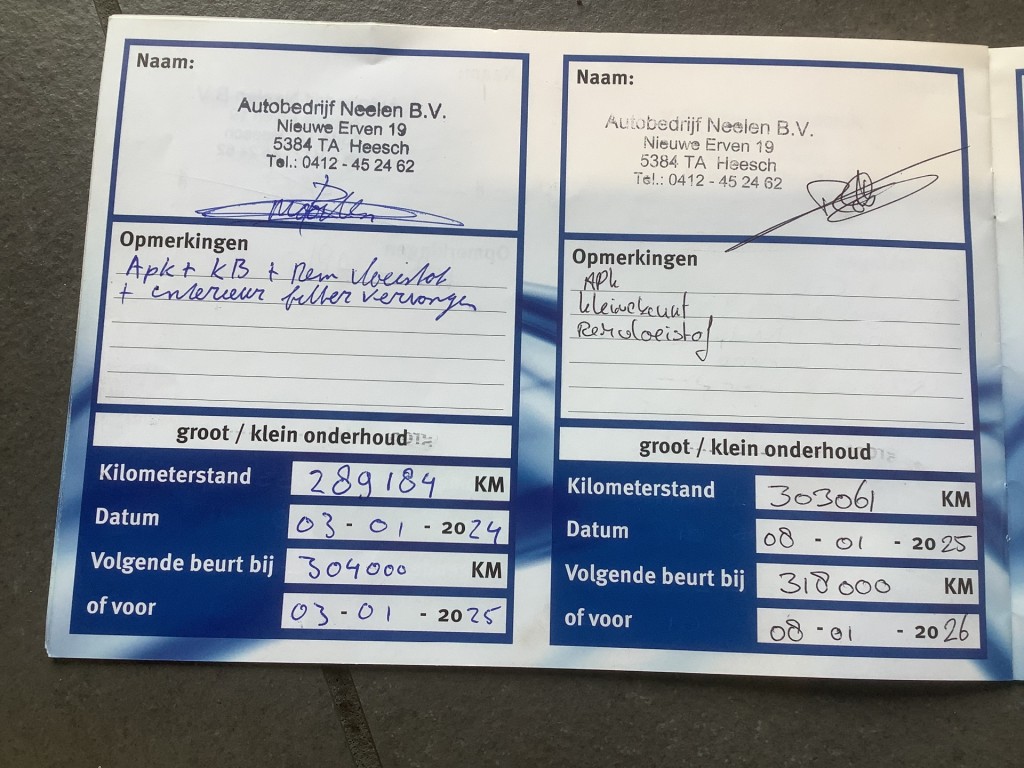 Naam:
Autobedrijf Neelen B.V.
Nieuwe Erven 19
5384 TA Heesch
Tel.: 0412 - 45 24 62
Opmerkingen
Apk + KB + Rem vloeistof
+ interieur filter vervangen
groot / klein onderhoud
Kilometerstand 289184 KM
Datum 03 - 01 - 2024
Volgende beurt bij 304000 KM
of voor 03 - 01 - 2025
Naam:
Autobedrijf Neelen B.V.
Nieuwe Erven 19
5384 TA Heesch
Tel.: 0412 - 45 24 62
Opmerkingen
APk
kleinebeurt
Remvloeistof
groot / klein onderhoud
Kilometerstand 303061 KM
Datum 08 - 01 - 2025
Volgende beurt bij 318000 KM
of voor 08 - 01 - 2026